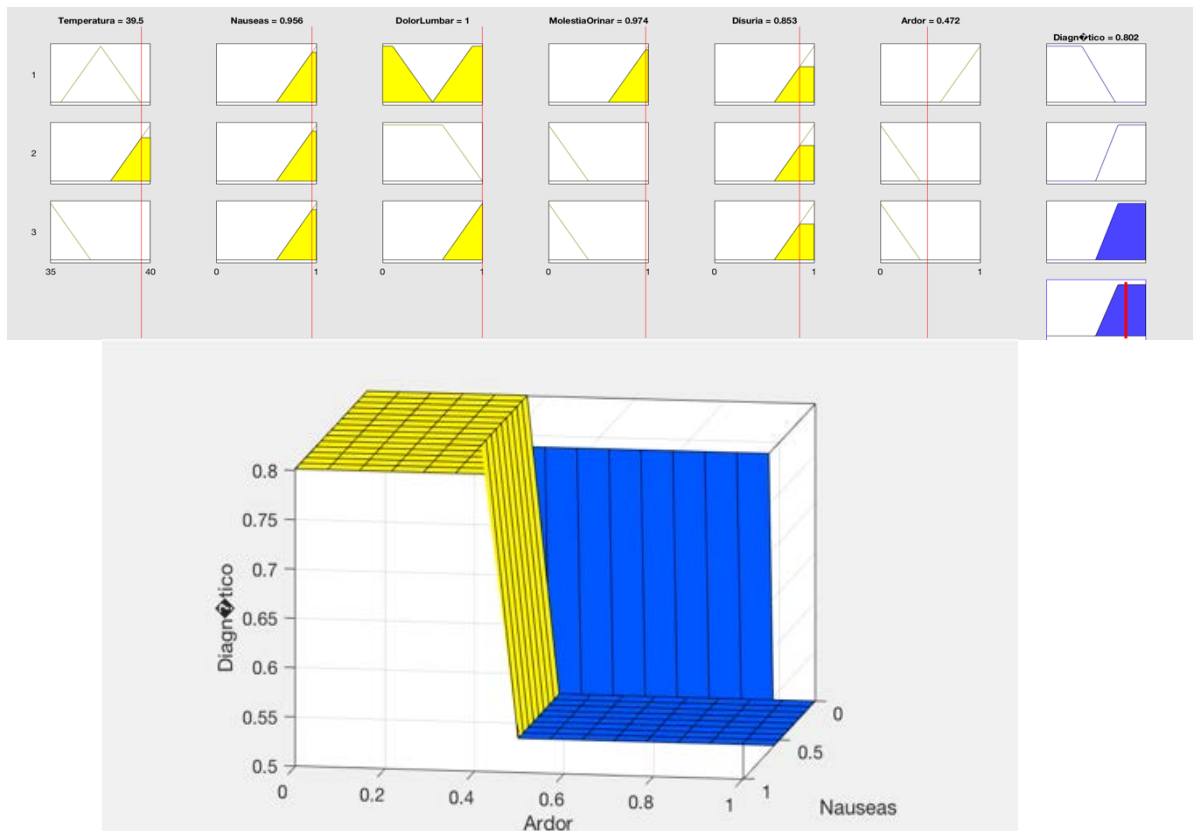 Temperatura = 39.5
Nauseas = 0.956
DolorLumbar = 1
MolestiaOrinar = 0.974
Disuria = 0.853
Ardor = 0.472
Diagn�tico = 0.802
1
2
3
35 40
0 1
0 1
0 1
0 1
0 1
0.8
0.75
0.7
0.65
0.6
0.55
0.5
Diagn�tico
0 0.2 0.4 0.6 0.8 1
Ardor
0
0.5
1
Nauseas